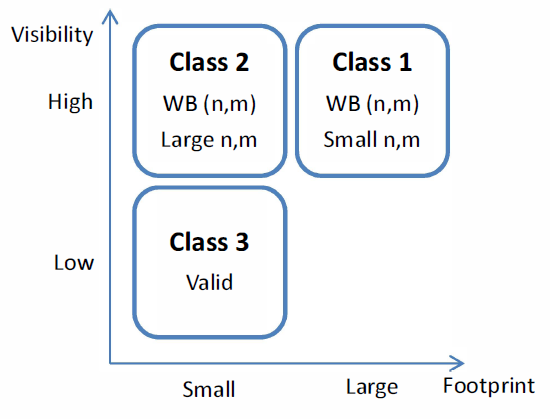 Visibility
High
Class 2
WB (n,m)
Large n,m
Class 1
WB (n,m)
Small n,m
Low
Class 3
Valid
Small
Large
Footprint